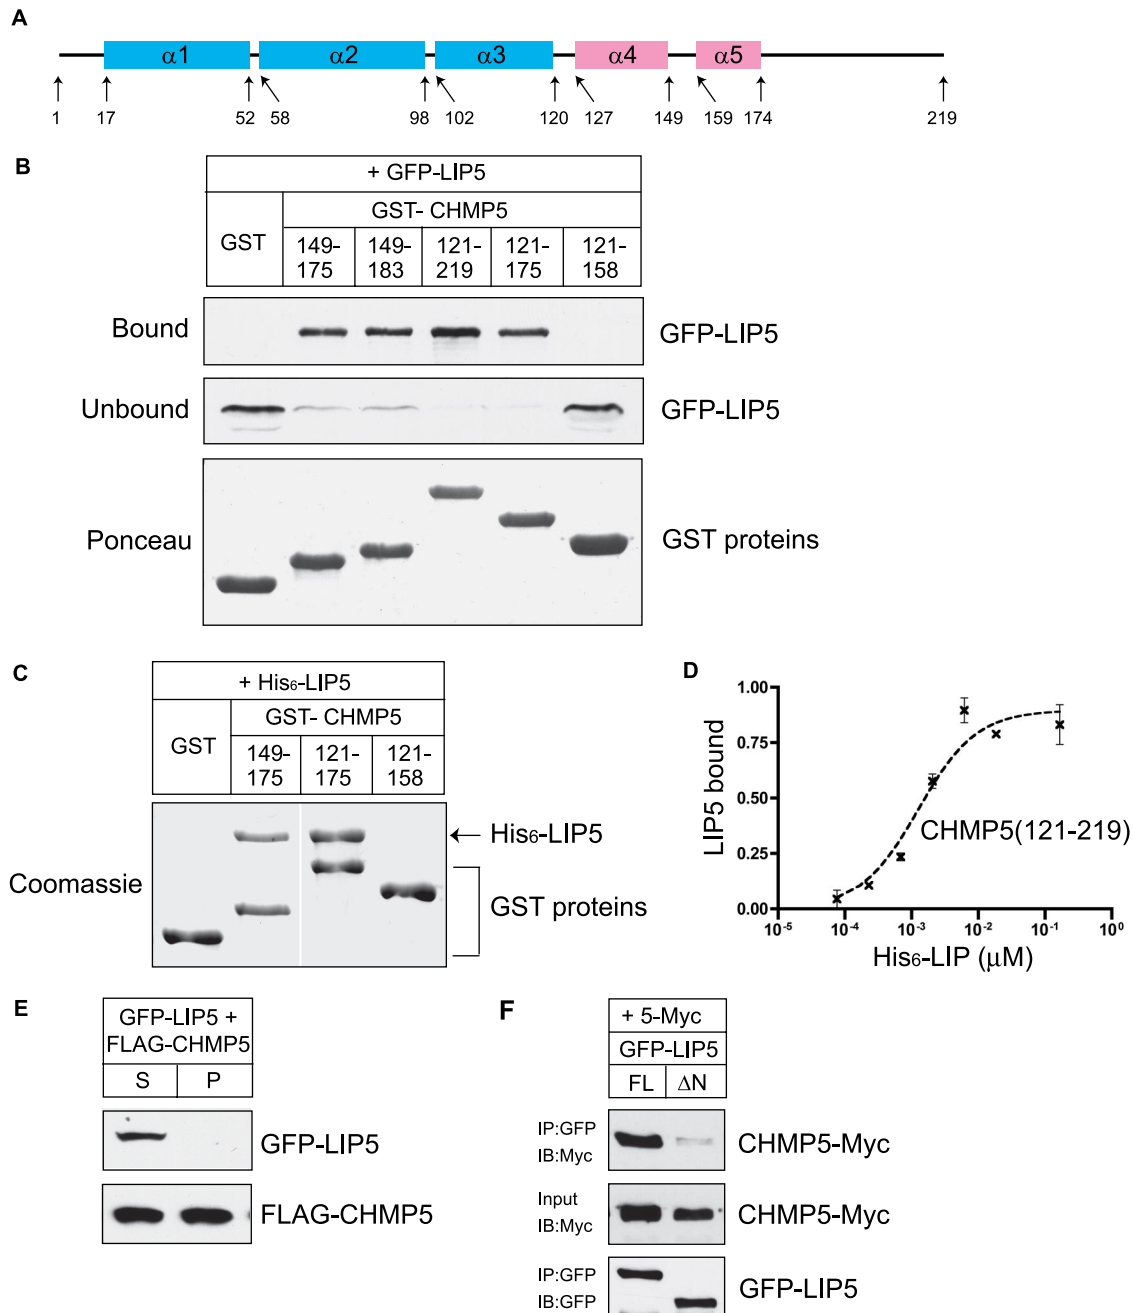 A
α1 α2 α3 α4 α5
1 17 52 58 98 102 120 127 149 159 174 219
B
+ GFP-LIP5
GST- CHMP5
GST
149-175
149-183
121-219
121-175
121-158
Bound
GFP-LIP5
Unbound
GFP-LIP5
Ponceau
GST proteins
C
+ His₆-LIP5
GST- CHMP5
GST
149-175
121-175
121-158
Coomassie
His₆-LIP5
GST proteins
D
LIP5 bound
1.00
0.75
0.50
0.25
0.00
CHMP5(121-219)
10⁻⁵ 10⁻⁴ 10⁻³ 10⁻² 10⁻¹ 10⁰
His₆-LIP (μM)
E
GFP-LIP5 +
FLAG-CHMP5
S P
GFP-LIP5
FLAG-CHMP5
F
+ 5-Myc
GFP-LIP5
FL ΔN
IP:GFP
IB:Myc
CHMP5-Myc
Input
IB:Myc
CHMP5-Myc
IP:GFP
IB:GFP
GFP-LIP5